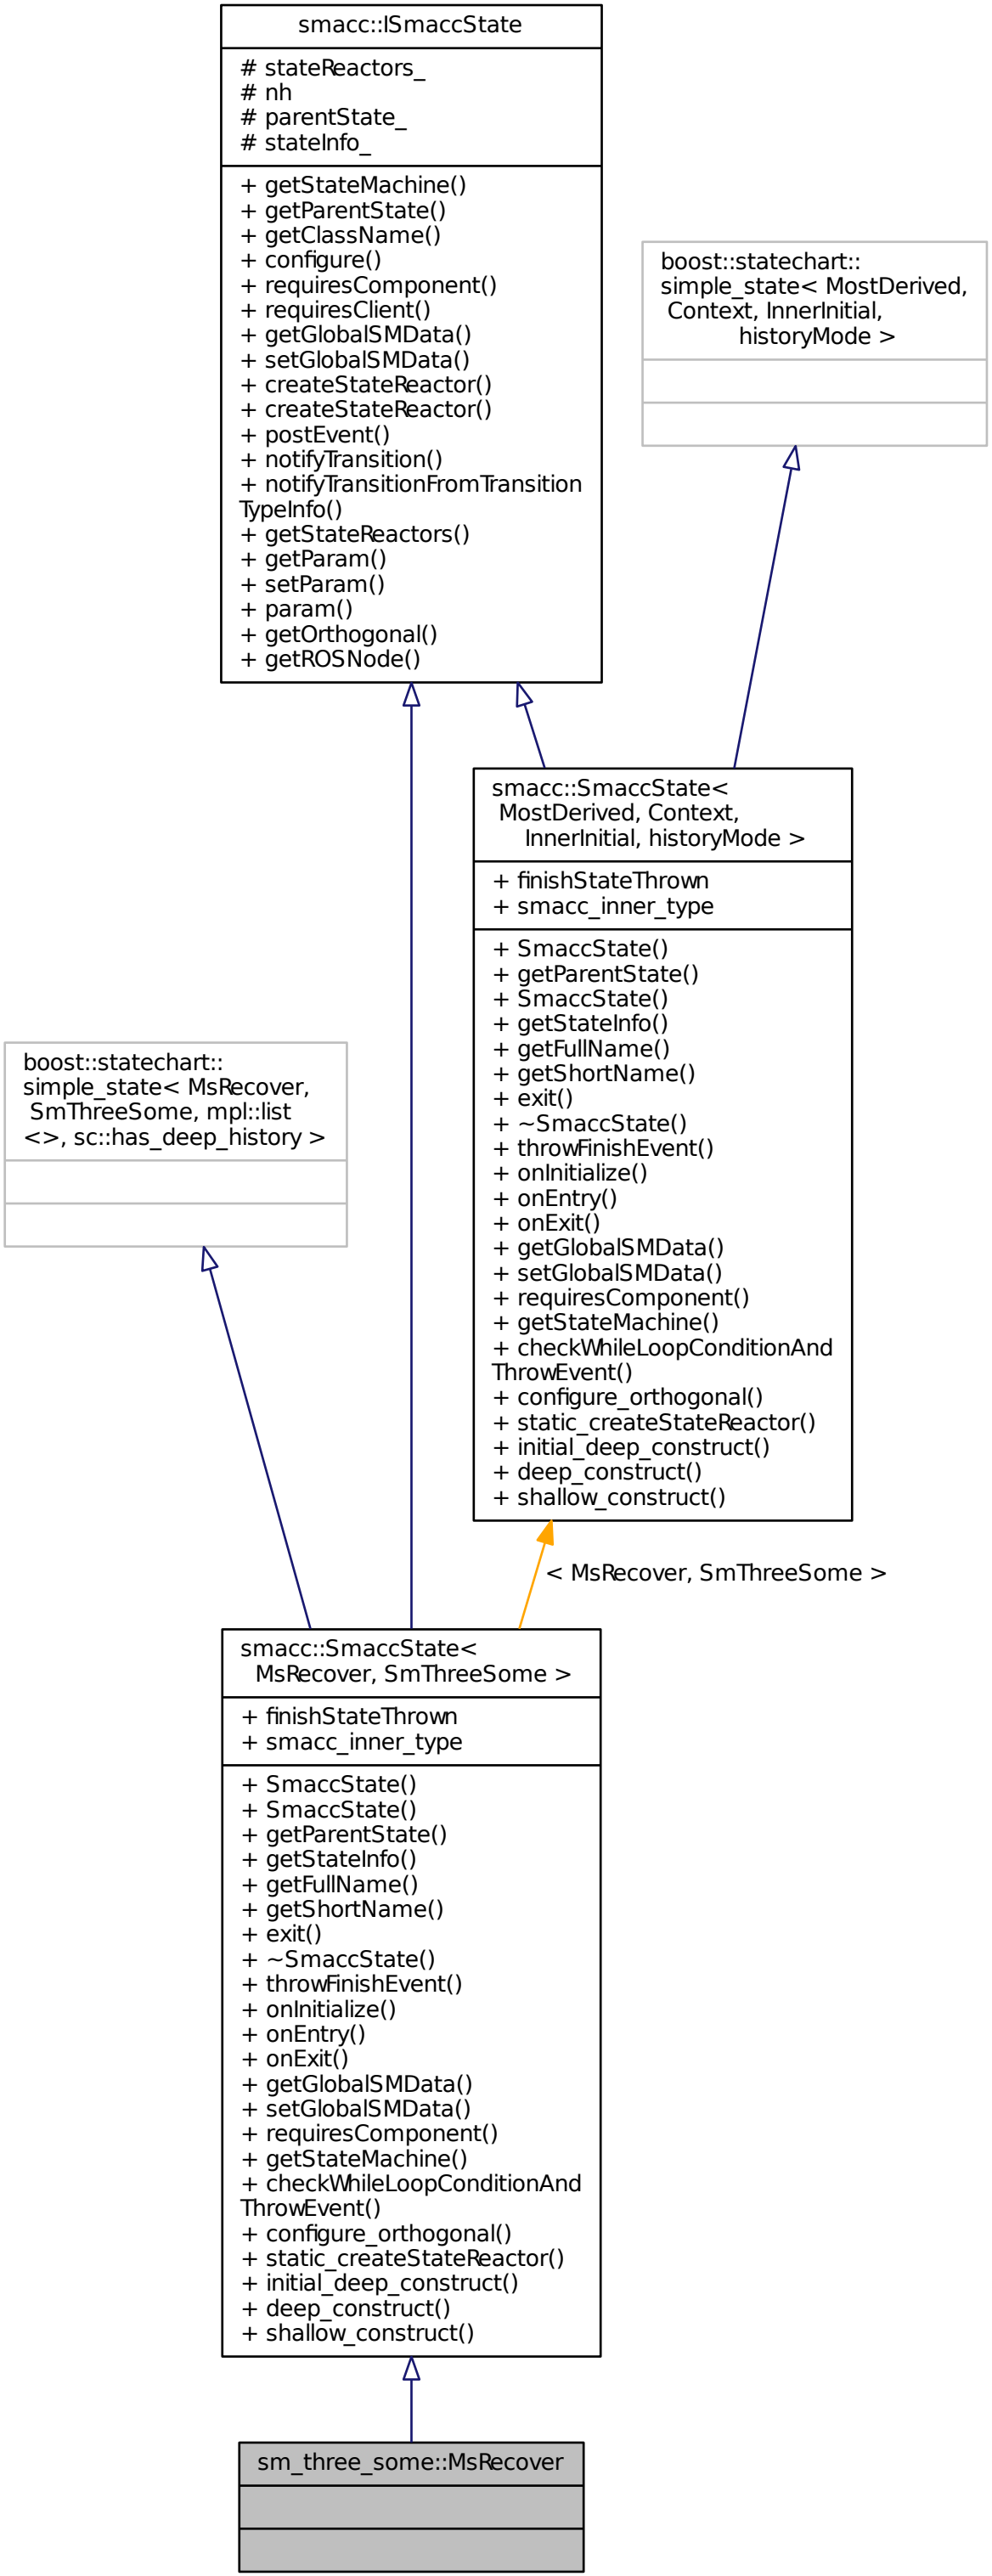 smacc::ISmaccState
# stateReactors_
# nh
# parentState_
# stateInfo_
+ getStateMachine()
+ getParentState()
+ getClassName()
+ configure()
+ requiresComponent()
+ requiresClient()
+ getGlobalSMData()
+ setGlobalSMData()
+ createStateReactor()
+ createStateReactor()
+ postEvent()
+ notifyTransition()
+ notifyTransitionFromTransition
TypeInfo()
+ getStateReactors()
+ getParam()
+ setParam()
+ param()
+ getOrthogonal()
+ getROSNode()
boost::statechart::
simple_state< MostDerived,
Context, InnerInitial,
historyMode >
smacc::SmaccState<
MostDerived, Context,
InnerInitial, historyMode >
+ finishStateThrown
+ smacc_inner_type
+ SmaccState()
+ getParentState()
+ SmaccState()
+ getStateInfo()
+ getFullName()
+ getShortName()
+ exit()
+ ~SmaccState()
+ throwFinishEvent()
+ onInitialize()
+ onEntry()
+ onExit()
+ getGlobalSMData()
+ setGlobalSMData()
+ requiresComponent()
+ getStateMachine()
+ checkWhileLoopConditionAnd
ThrowEvent()
+ configure_orthogonal()
+ static_createStateReactor()
+ initial_deep_construct()
+ deep_construct()
+ shallow_construct()
boost::statechart::
simple_state< MsRecover,
SmThreeSome, mpl::list
<>, sc::has_deep_history >
< MsRecover, SmThreeSome >
smacc::SmaccState<
MsRecover, SmThreeSome >
+ finishStateThrown
+ smacc_inner_type
+ SmaccState()
+ SmaccState()
+ getParentState()
+ getStateInfo()
+ getFullName()
+ getShortName()
+ exit()
+ ~SmaccState()
+ throwFinishEvent()
+ onInitialize()
+ onEntry()
+ onExit()
+ getGlobalSMData()
+ setGlobalSMData()
+ requiresComponent()
+ getStateMachine()
+ checkWhileLoopConditionAnd
ThrowEvent()
+ configure_orthogonal()
+ static_createStateReactor()
+ initial_deep_construct()
+ deep_construct()
+ shallow_construct()
sm_three_some::MsRecover